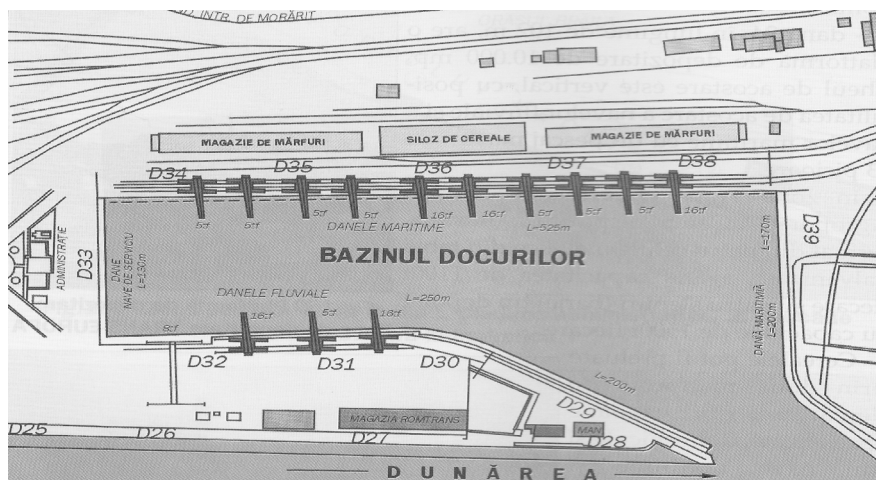 INTR. DE MORĂRIT
MAGAZIE DE MĂRFURI
SILOZ DE CEREALE
MAGAZIE DE MĂRFURI
D34
D35
D36
D37
D38
5tf
5tf
5tf
5tf
16tf
16tf
5tf
5tf
5tf
16tf
DANELE MARITIME
L=525m
BAZINUL DOCURILOR
ADMINISTRAȚIE
D33
DANE
NAVE DE SERVICIU
L=130m
L=170m
D39
DANĂ MARITIMĂ
L=200m
DANELE FLUVIALE
L=250m
8tf
16tf
5tf
16tf
D32
D31
D30
L=200m
D29
MAGAZIA ROMTRANS
MAN
D25
D26
D27
D28
DUNĂREA